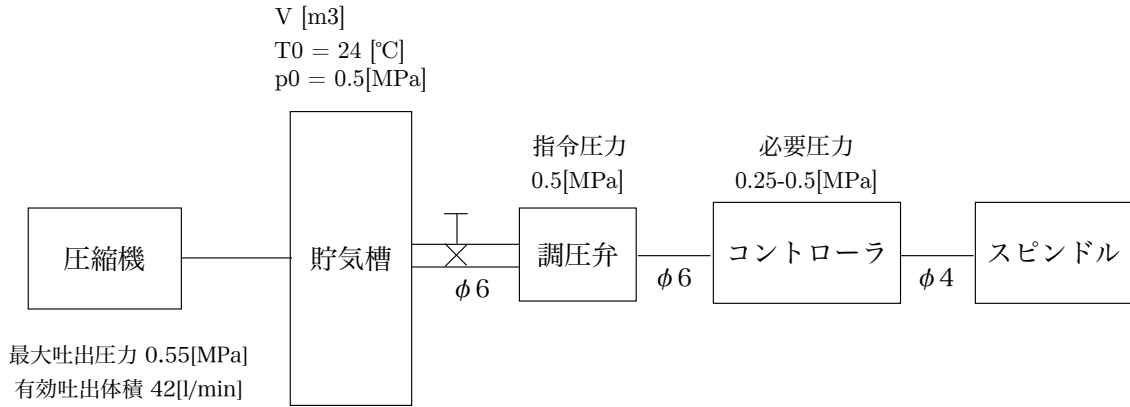 V [m3]
T0 = 24 [℃]
p0 = 0.5[MPa]
指令圧力
0.5[MPa]
必要圧力
0.25-0.5[MPa]
圧縮機
貯気槽
調圧弁
コントローラ
スピンドル
φ6
φ6
φ4
最大吐出圧力 0.55[MPa]
有効吐出体積 42[l/min]